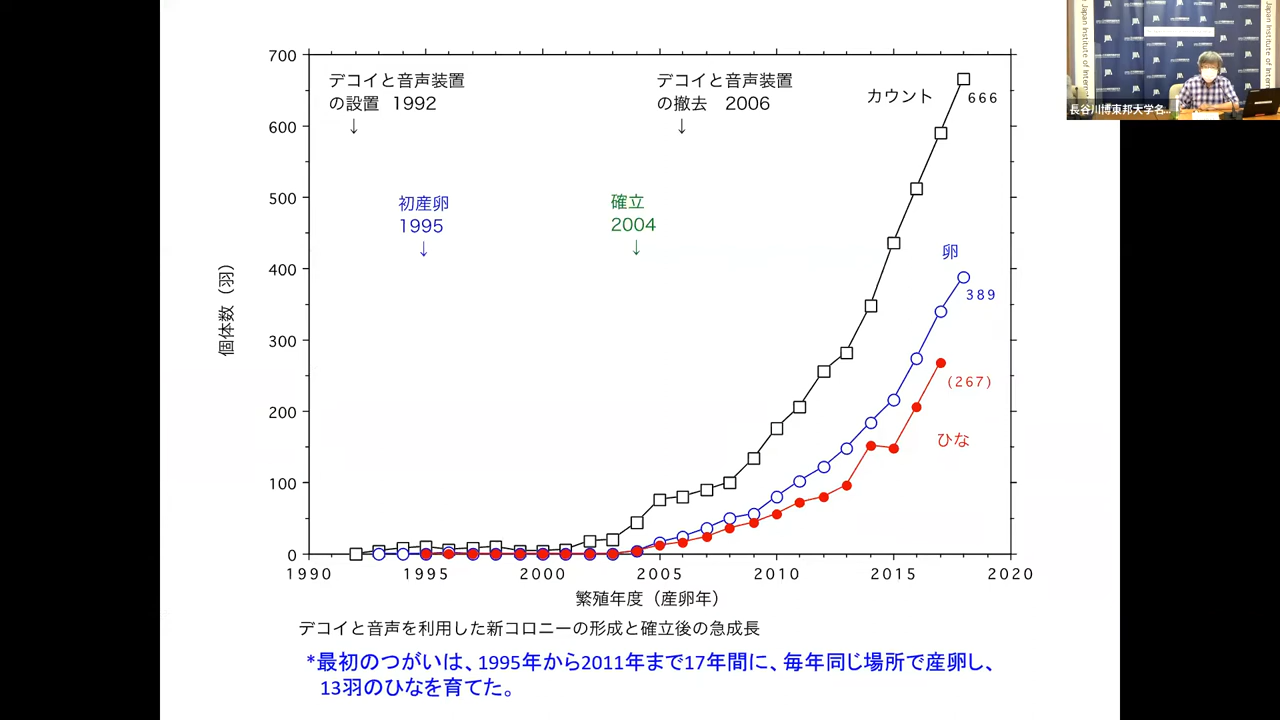 デコイと音声装置
の設置 1992
↓
デコイと音声装置
の撤去 2006
↓
カウント
666
初産卵
1995
↓
確立
2004
↓
卵
389
(267)
ひな
700
600
500
400
300
200
100
0
個体数(羽)
1990
1995
2000
2005
2010
2015
2020
繁殖年度(産卵年)
デコイと音声を利用した新コロニーの形成と確立後の急成長
*最初のつがいは、1995年から2011年まで17年間に、毎年同じ場所で産卵し、
13羽のひなを育てた。
Japan Institute of Intern
長谷川博東邦大学名...